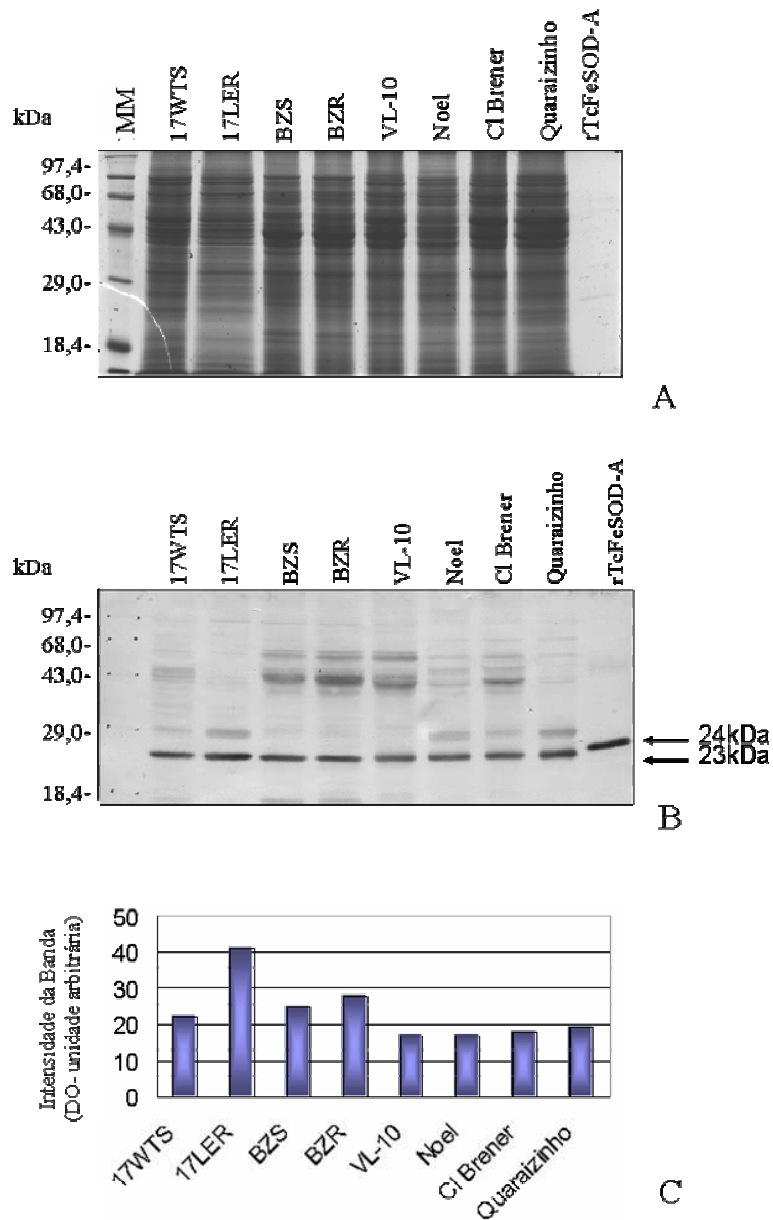 kDa
MM
17WTS
17LER
BZS
BZR
VL-10
Noel
Cl Brener
Quaraizinho
rTcFeSOD-A
97,4-
68,0-
43,0-
29,0-
18,4-
A
kDa
17WTS
17LER
BZS
BZR
VL-10
Noel
Cl Brener
Quaraizinho
rTcFeSOD-A
97,4-
68,0-
43,0-
29,0-
18,4-
24kDa
23kDa
B
Intensidade da Banda
(DO- unidade arbitrária)
50
40
30
20
10
0
17WTS
17LER
BZS
BZR
VL-10
Noel
Cl Brener
Quaraizinho
C